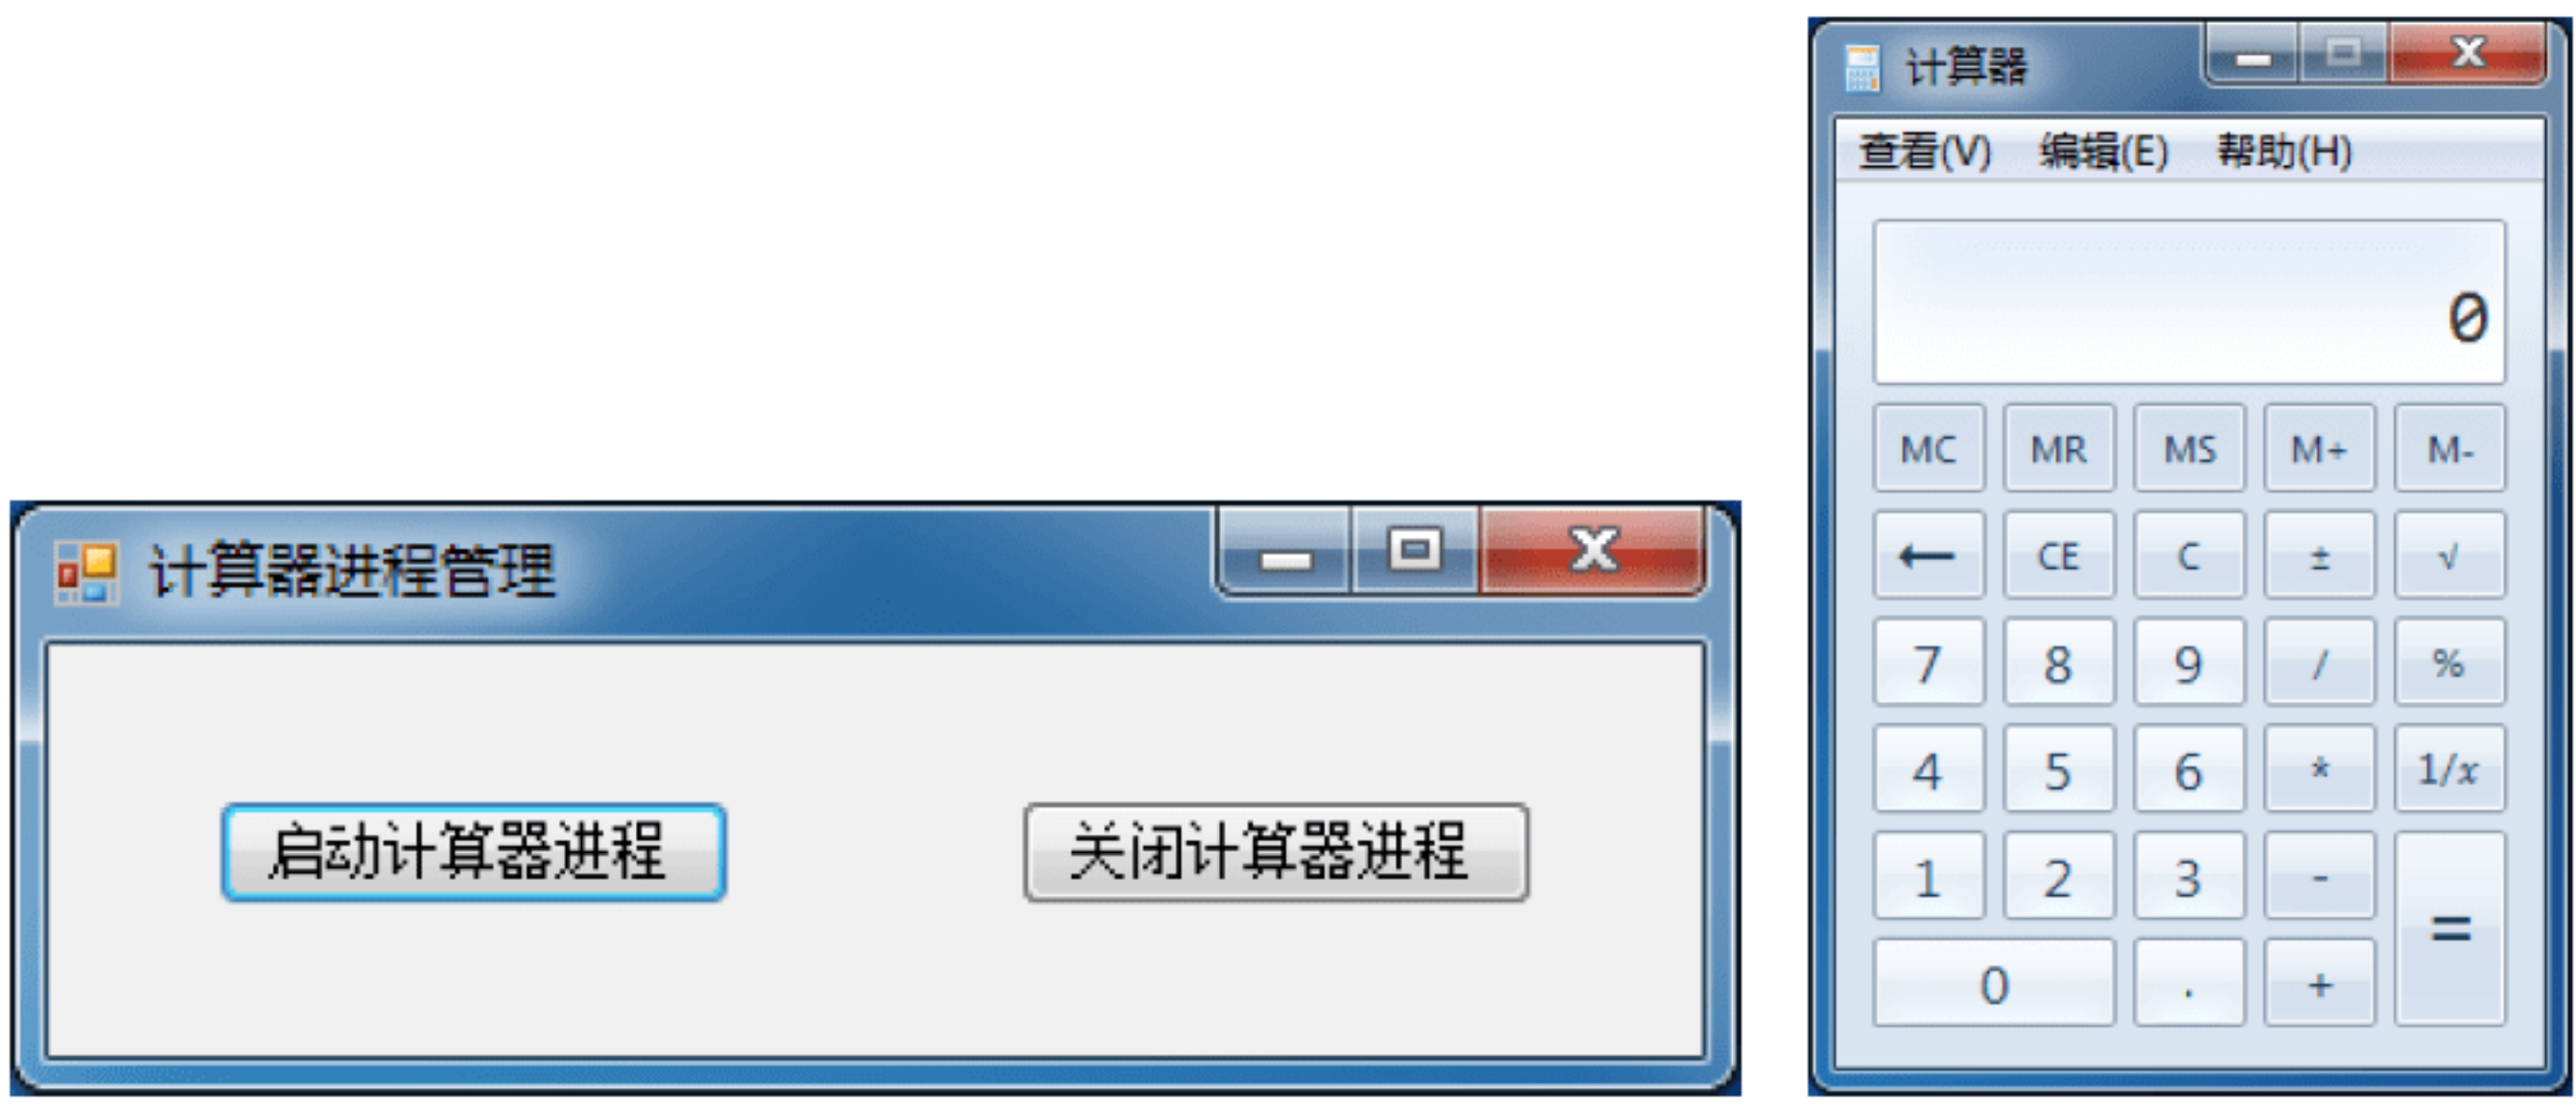 计算器进程管理
启动计算器进程 关闭计算器进程
计算器
查看(V) 编辑(E) 帮助(H)
0
MC MR MS M+ M-
← CE C ± √
7 8 9 / %
4 5 6 * 1/x
1 2 3 - =
0 . +